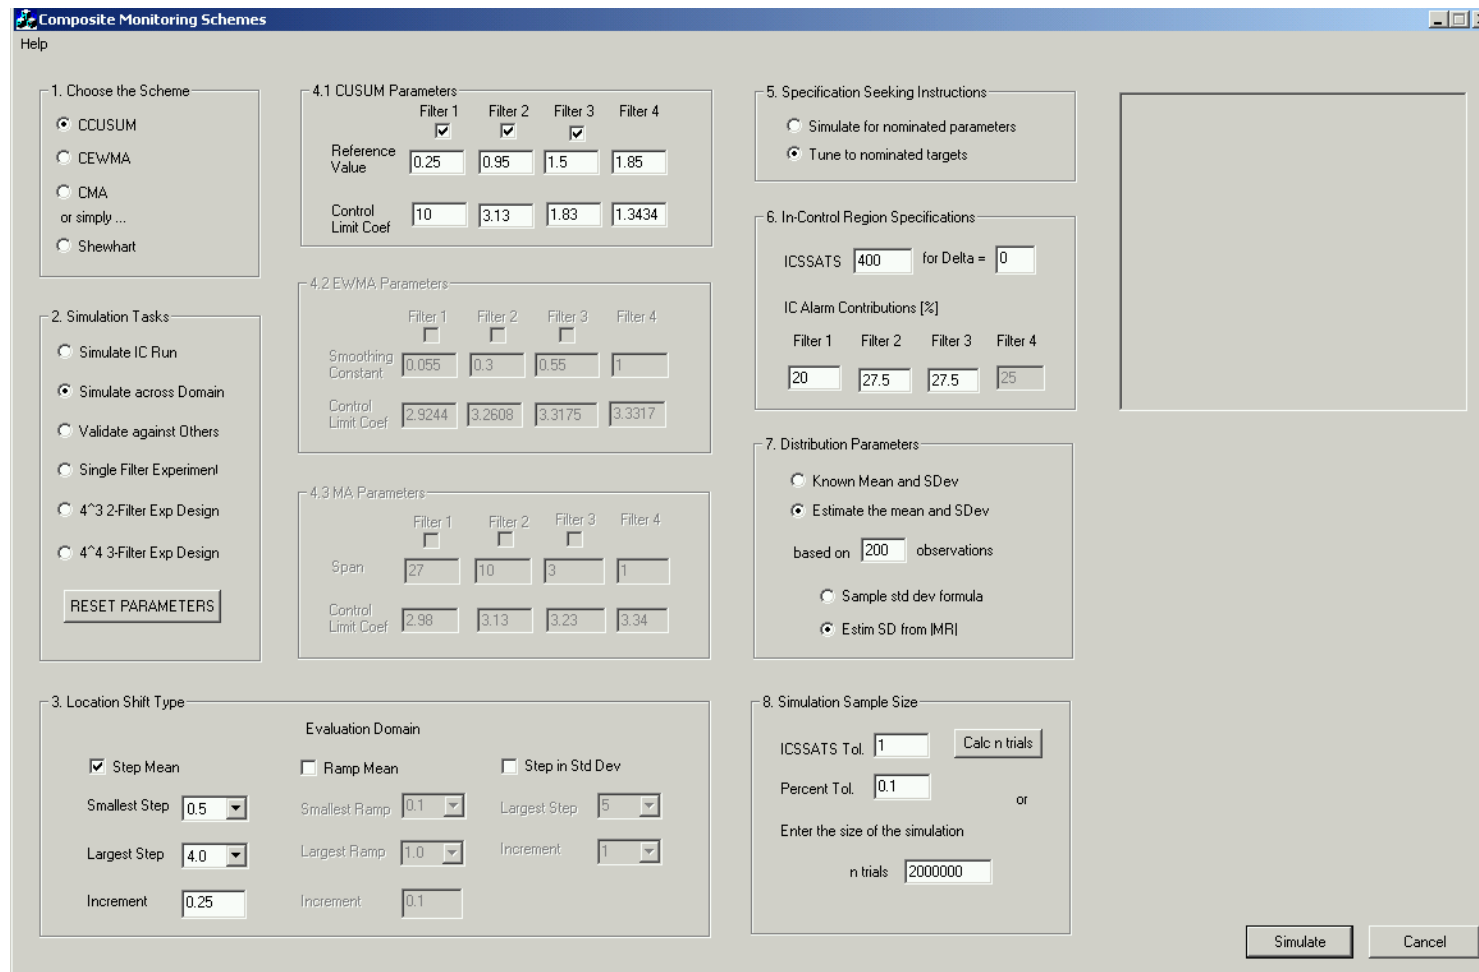 Composite Monitoring Schemes
Help
1. Choose the Scheme
CCUSUM
CEWMA
CMA
or simply ...
Shewhart
2. Simulation Tasks
Simulate IC Run
Simulate across Domain
Validate against Others
Single Filter Experiment
4^3 2-Filter Exp Design
4^4 3-Filter Exp Design
RESET PARAMETERS
4.1 CUSUM Parameters
Filter 1 Filter 2 Filter 3 Filter 4
Reference
Value
0.25 0.95 1.5 1.85
Control
Limit Coef
10 3.13 1.83 1.3434
4.2 EWMA Parameters
Filter 1 Filter 2 Filter 3 Filter 4
Smoothing
Constant
0.055 0.3 0.55 1
Control
Limit Coef
2.9244 3.2608 3.3175 3.3317
4.3 MA Parameters
Filter 1 Filter 2 Filter 3 Filter 4
Span 27 10 3 1
Control
Limit Coef
2.98 3.13 3.23 3.34
3. Location Shift Type
Evaluation Domain
Step Mean Ramp Mean Step in Std Dev
Smallest Step 0.5 Smallest Ramp 0.1 Largest Step 5
Largest Step 4.0 Largest Ramp 1.0 Increment 1
Increment 0.25 Increment 0.1
5. Specification Seeking Instructions
Simulate for nominated parameters
Tune to nominated targets
6. In-Control Region Specifications
ICSSATS 400 for Delta = 0
IC Alarm Contributions [%]
Filter 1 Filter 2 Filter 3 Filter 4
20 27.5 27.5 25
7. Distribution Parameters
Known Mean and SDev
Estimate the mean and SDev
based on 200 observations
Sample std dev formula
Estim SD from |MR|
8. Simulation Sample Size
ICSSATS Tol. 1 Calc n trials
Percent Tol. 0.1
or
Enter the size of the simulation
n trials 2000000
Simulate Cancel